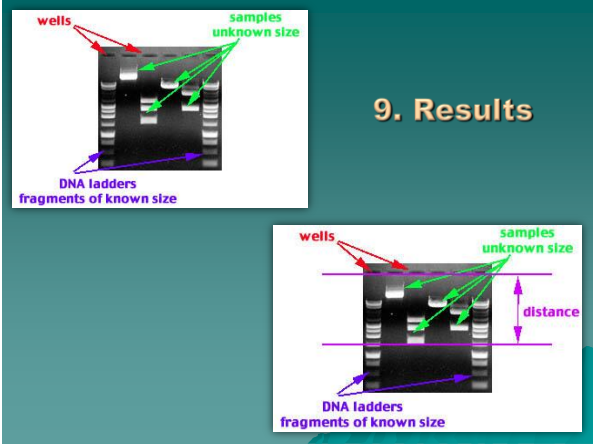 wells
samples
unknown size
DNA ladders
fragments of known size
9. Results
wells
samples
unknown size
distance
DNA ladders
fragments of known size